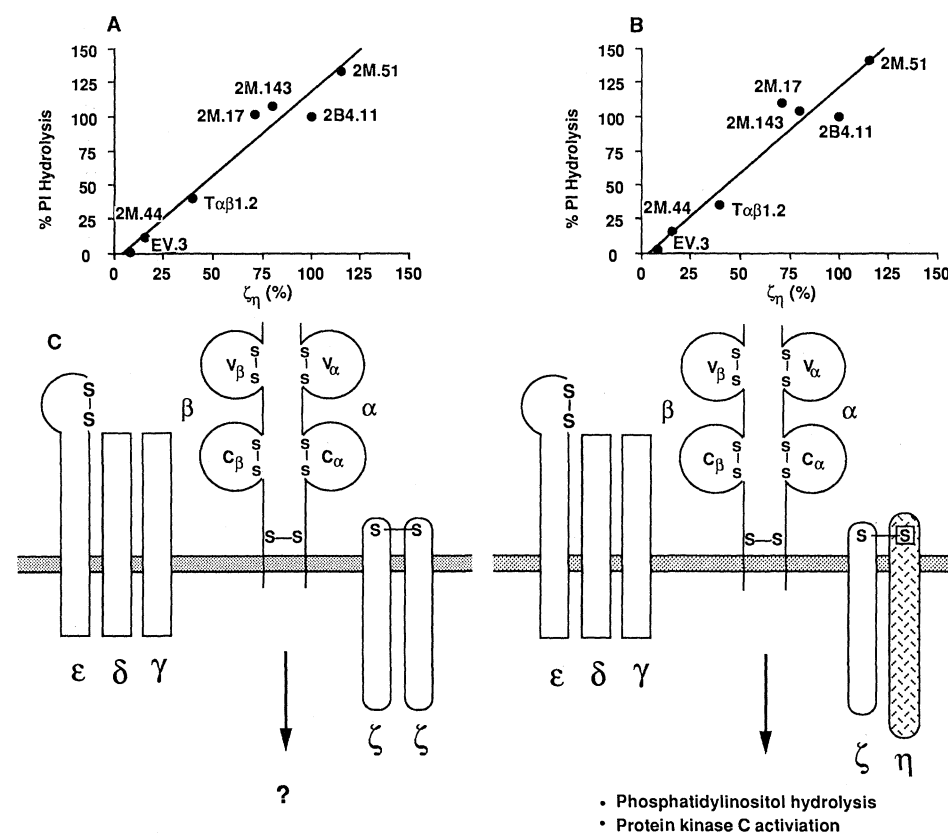 A
150
125
100
75
50
25
0
% PI Hydrolysis
2M.51
2M.143
2M.17
2B4.11
Tαβ1.2
2M.44
EV.3
0 25 50 75 100 125 150
ζη (%)
B
150
125
100
75
50
25
0
% PI Hydrolysis
2M.51
2M.17
2M.143
2B4.11
Tαβ1.2
2M.44
EV.3
0 25 50 75 100 125 150
ζη (%)
C
S
S
β
Vβ
S
S
S
S
Vα
α
Cβ
S
S
S
S
Cα
S S
S S
ε δ γ
ζ ζ
?
S
S
β
Vβ
S
S
S
S
Vα
α
Cβ
S
S
S
S
Cα
S S
S S
ε δ γ
ζ η
• Phosphatidylinositol hydrolysis
• Protein kinase C activiation